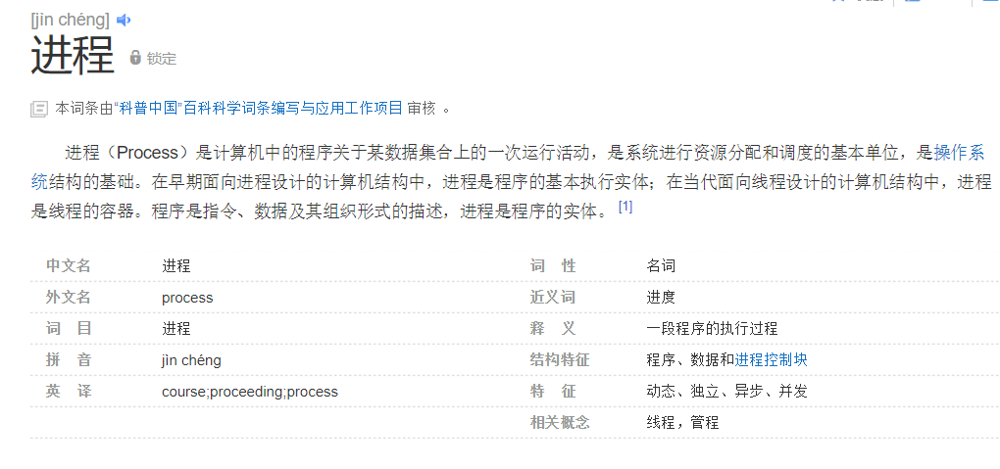 [jìn chéng]
进程 锁定
本词条由“科普中国”百科科学词条编写与应用工作项目 审核 。
进程（Process）是计算机中的程序关于某数据集合上的一次运行活动，是系统进行资源分配和调度的基本单位，是操作系
统结构的基础。在早期面向进程设计的计算机结构中，进程是程序的基本执行实体；在当代面向线程设计的计算机结构中，进程
是线程的容器。程序是指令、数据及其组织形式的描述，进程是程序的实体。 [1]
中文名 进程 词 性 名词
外文名 process 近义词 进度
词 目 进程 释 义 一段程序的执行过程
拼 音 jìn chéng 结构特征 程序、数据和进程控制块
英 译 course;proceeding;process 特 征 动态、独立、异步、并发
相关概念 线程，管程